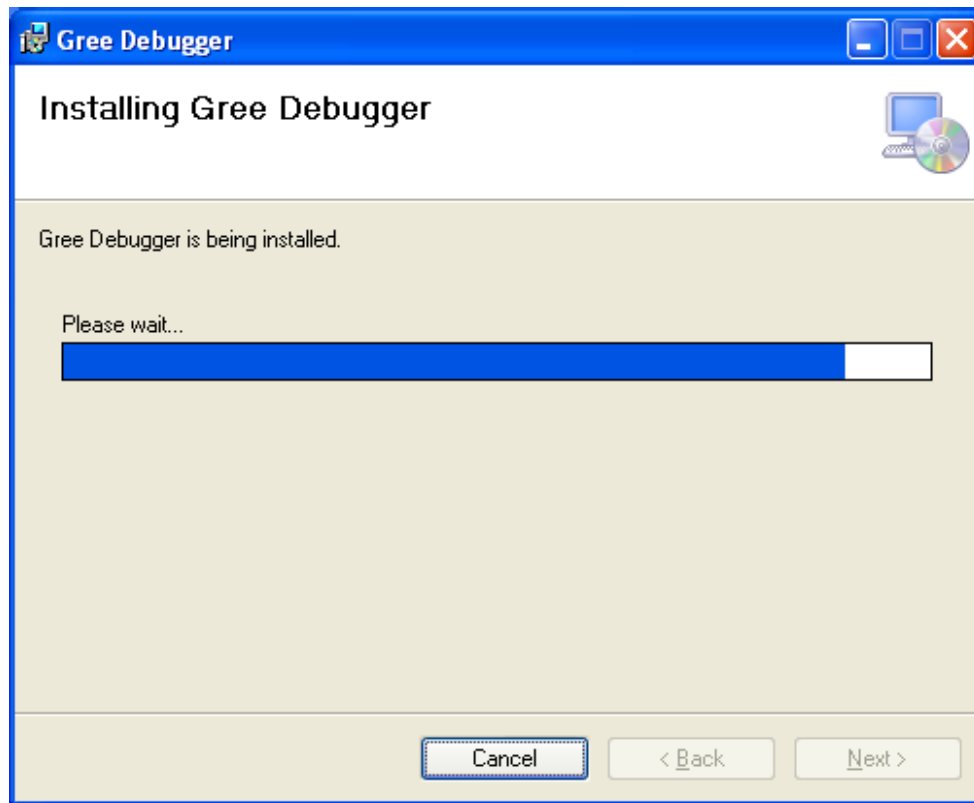 Gree Debugger
Installing Gree Debugger
Gree Debugger is being installed.
Please wait...
Cancel
< Back
Next >